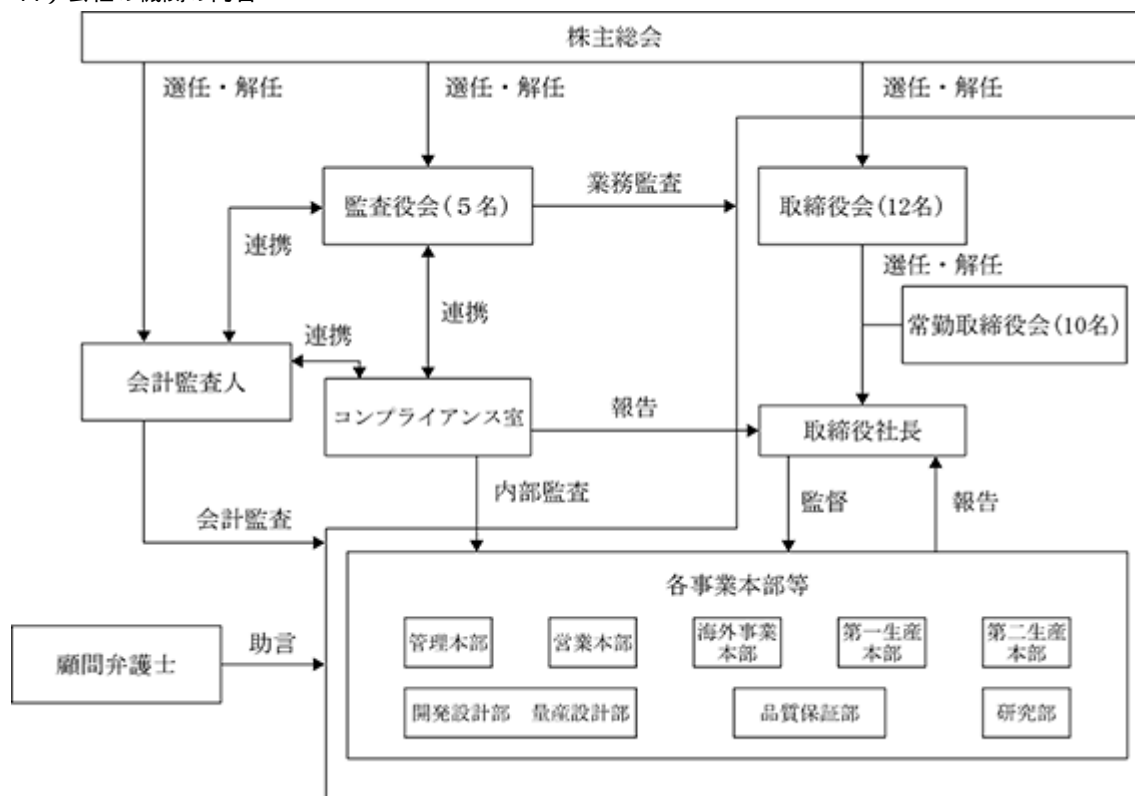 株主総会
選任・解任
選任・解任
選任・解任
監査役会(5名)
業務監査
取締役会(12名)
連携
選任・解任
連携
常勤取締役会(10名)
連携
会計監査人
コンプライアンス室
報告
取締役社長
内部監査
監督
報告
会計監査
各事業本部等
管理本部
営業本部
海外事業
本部
第一生産
本部
第二生産
本部
顧問弁護士
助言
開発設計部 量産設計部
品質保証部
研究部